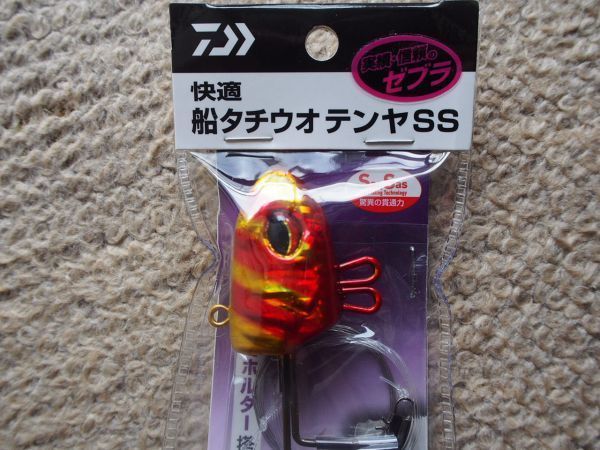 実績・信頼の
ゼブラ
快適
船タチウオテンヤSS
SaqSas
驚異の貫通力
ホルダー